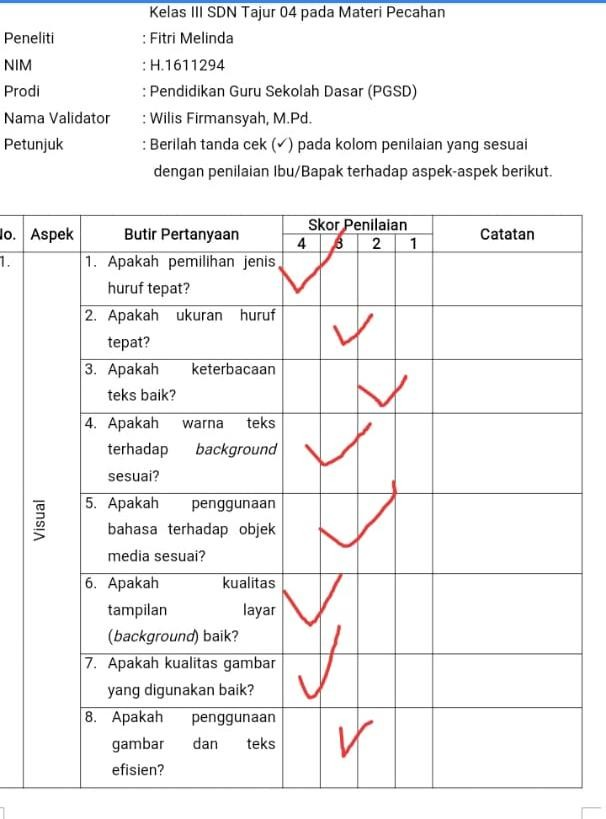 Kelas III SDN Tajur 04 pada Materi Pecahan
Peneliti : Fitri Melinda
NIM : H.1611294
Prodi : Pendidikan Guru Sekolah Dasar (PGSD)
Nama Validator : Wilis Firmansyah, M.Pd.
Petunjuk : Berilah tanda cek (✓) pada kolom penilaian yang sesuai
dengan penilaian Ibu/Bapak terhadap aspek-aspek berikut.
No. Aspek Butir Pertanyaan Skor Penilaian Catatan
4 3 2 1
1. Visual
1. Apakah pemilihan jenis
huruf tepat?
2. Apakah ukuran huruf
tepat?
3. Apakah keterbacaan
teks baik?
4. Apakah warna teks
terhadap background
sesuai?
5. Apakah penggunaan
bahasa terhadap objek
media sesuai?
6. Apakah kualitas
tampilan layar
(background) baik?
7. Apakah kualitas gambar
yang digunakan baik?
8. Apakah penggunaan
gambar dan teks
efisien?